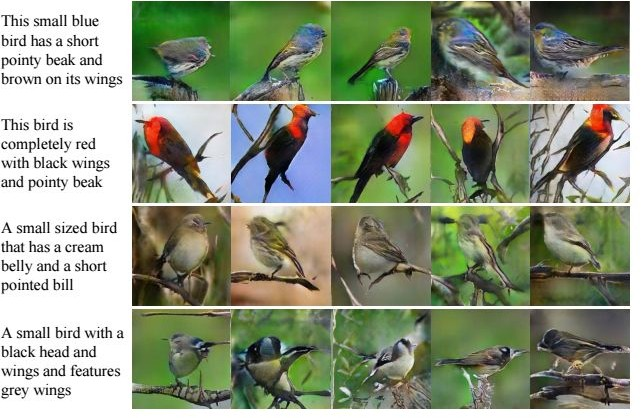 This small blue
bird has a short
pointy beak and
brown on its wings
This bird is
completely red
with black wings
and pointy beak
A small sized bird
that has a cream
belly and a short
pointed bill
A small bird with a
black head and
wings and features
grey wings